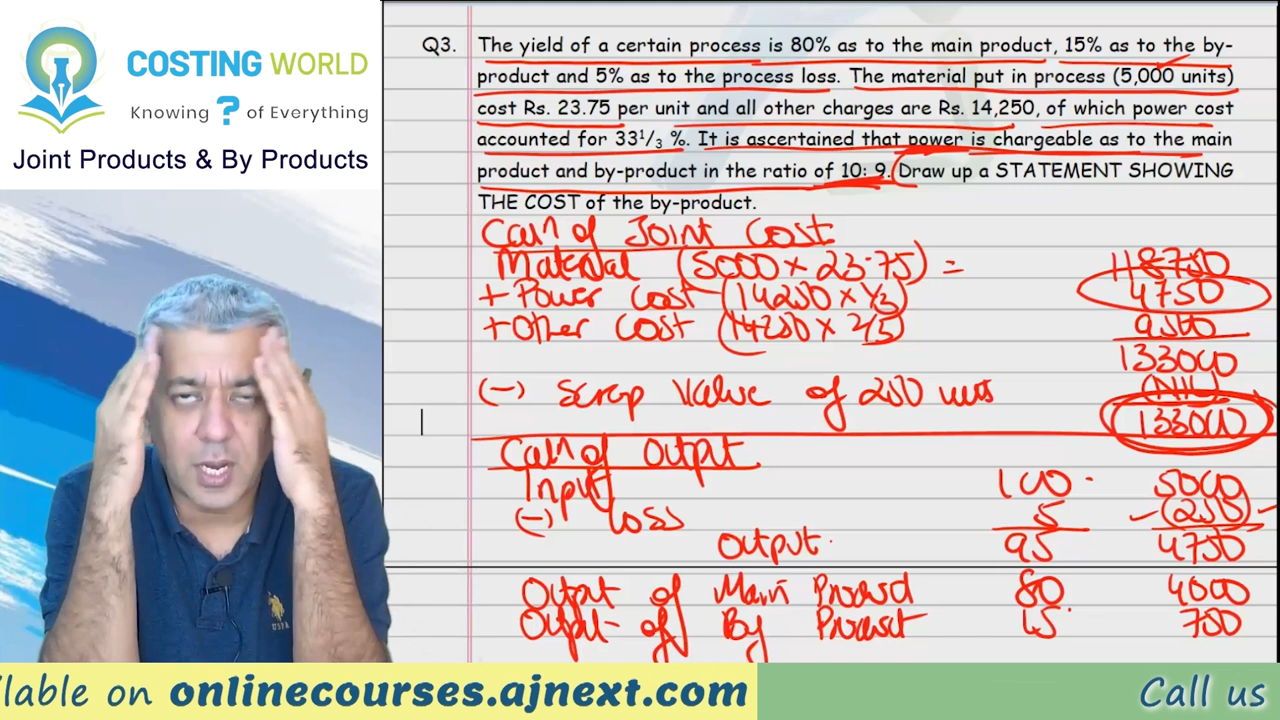 COSTING WORLD
Knowing ? of Everything
Joint Products & By Products
Q3. The yield of a certain process is 80% as to the main product, 15% as to the by-
product and 5% as to the process loss. The material put in process (5,000 units)
cost Rs. 23.75 per unit and all other charges are Rs. 14,250, of which power cost
accounted for 33 1/3 %. It is ascertained that power is chargeable as to the main
product and by-product in the ratio of 10: 9. Draw up a STATEMENT SHOWING
THE COST of the by-product.
Caln of Joint Cost
Material (5000 x 23.75) = 118750
+ Power Cost (14250 x 1/3) 4750
+ Other Cost (14250 x 2/3) 9500
133000
(-) Scrap Value of 250 units (NIL)
133000
Caln of Output
Input 100 5000
(-) Loss 5 - (250) -
Output 95 4750
Output of Main Product 80 4000
Output of By Product 15 750
USPA
ilable on onlinecourses.ajnext.com
Call us